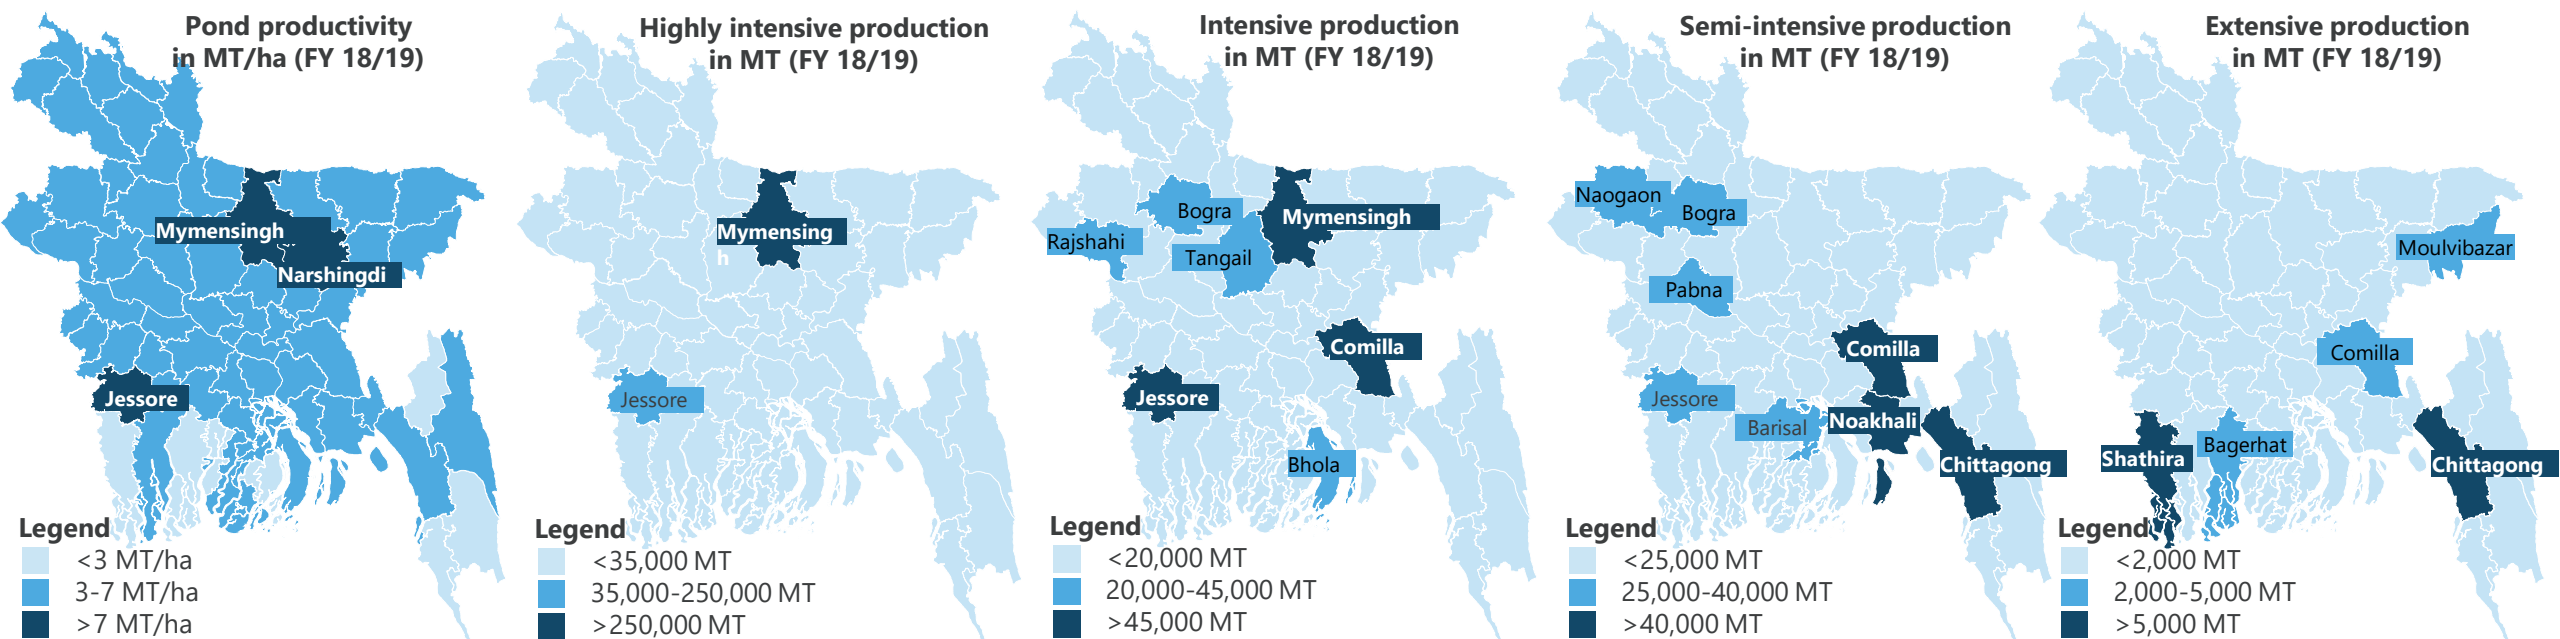 Pond productivity
in MT/ha (FY 18/19)
Mymensingh
Narshingdi
Jessore
Legend
<3 MT/ha
3-7 MT/ha
>7 MT/ha
Highly intensive production
in MT (FY 18/19)
Mymensing
h
Jessore
Legend
<35,000 MT
35,000-250,000 MT
>250,000 MT
Intensive production
in MT (FY 18/19)
Bogra
Mymensingh
Rajshahi
Tangail
Comilla
Jessore
Bhola
Legend
<20,000 MT
20,000-45,000 MT
>45,000 MT
Semi-intensive production
in MT (FY 18/19)
Naogaon
Bogra
Pabna
Comilla
Jessore
Barisal
Noakhali
Chittagong
Legend
<25,000 MT
25,000-40,000 MT
>40,000 MT
Extensive production
in MT (FY 18/19)
Moulvibazar
Comilla
Shathira
Bagerhat
Chittagong
Legend
<2,000 MT
2,000-5,000 MT
>5,000 MT